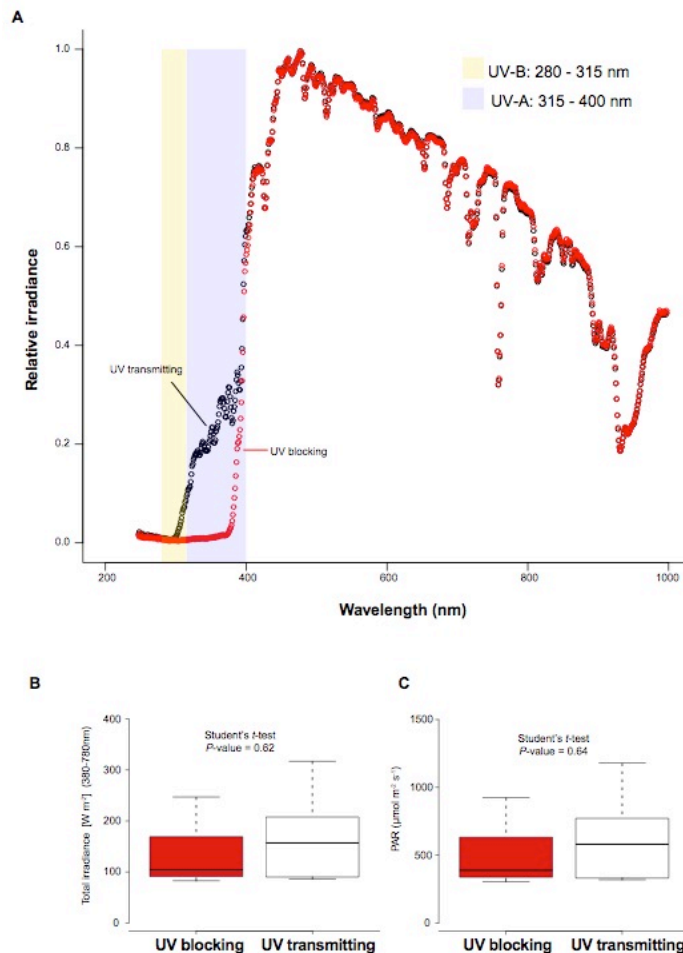 A
1.0
0.8
0.6
0.4
0.2
0.0
Relative irradiance
UV-B: 280 - 315 nm
UV-A: 315 - 400 nm
UV transmitting
UV blocking
200 400 600 800 1000
Wavelength (nm)
B
400
300
200
100
0
Total irradiance [W m⁻²] (380-780nm)
Student's t-test
P-value = 0.62
UV blocking UV transmitting
C
1500
1000
500
0
PAR (µmol m⁻² s⁻¹)
Student's t-test
P-value = 0.64
UV blocking UV transmitting